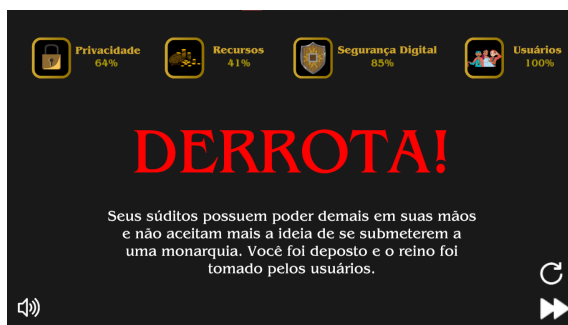 Privacidade
64%
Recursos
41%
Segurança Digital
85%
Usuários
100%
DERROTA!
Seus súditos possuem poder demais em suas mãos
e não aceitam mais a ideia de se submeterem a
uma monarquia. Você foi deposto e o reino foi
tomado pelos usuários.